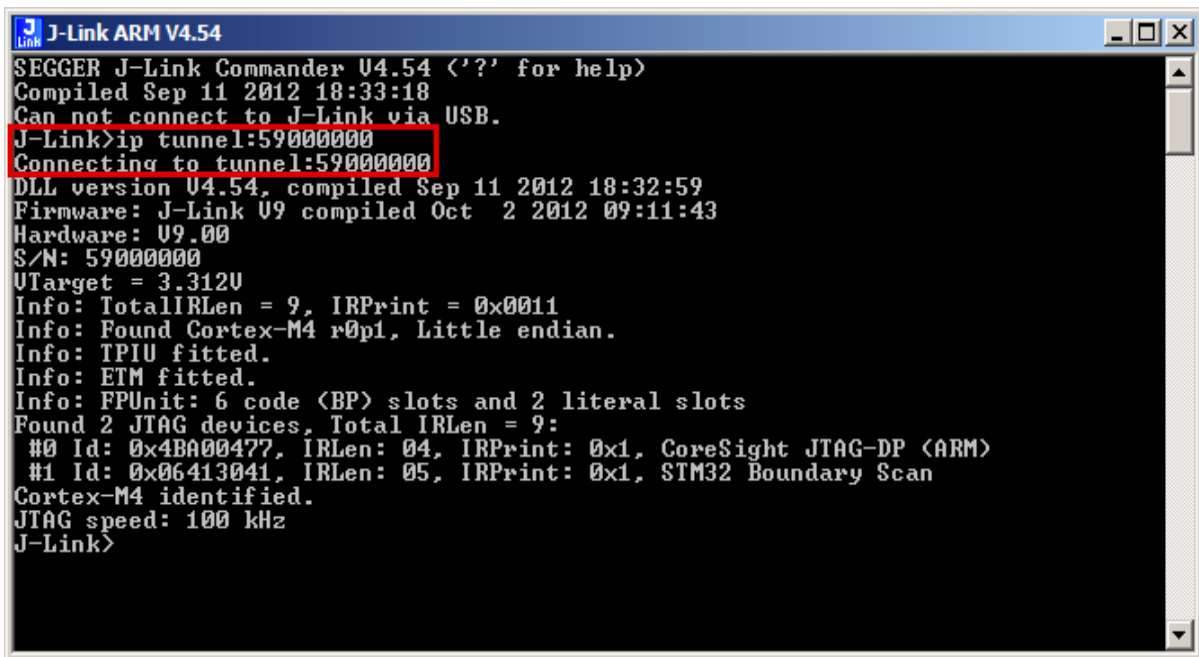 J-Link ARM V4.54
SEGGER J-Link Commander V4.54 ('?' for help)
Compiled Sep 11 2012 18:33:18
Can not connect to J-Link via USB.
J-Link>ip tunnel:59000000
Connecting to tunnel:59000000
DLL version V4.54, compiled Sep 11 2012 18:32:59
Firmware: J-Link V9 compiled Oct  2 2012 09:11:43
Hardware: V9.00
S/N: 59000000
VTarget = 3.312V
Info: TotalIRLen = 9, IRPrint = 0x0011
Info: Found Cortex-M4 r0p1, Little endian.
Info: TPIU fitted.
Info: ETM fitted.
Info: FPUnit: 6 code (BP) slots and 2 literal slots
Found 2 JTAG devices, Total IRLen = 9:
 #0 Id: 0x4BA00477, IRLen: 04, IRPrint: 0x1, CoreSight JTAG-DP (ARM)
 #1 Id: 0x06413041, IRLen: 05, IRPrint: 0x1, STM32 Boundary Scan
Cortex-M4 identified.
JTAG speed: 100 kHz
J-Link>